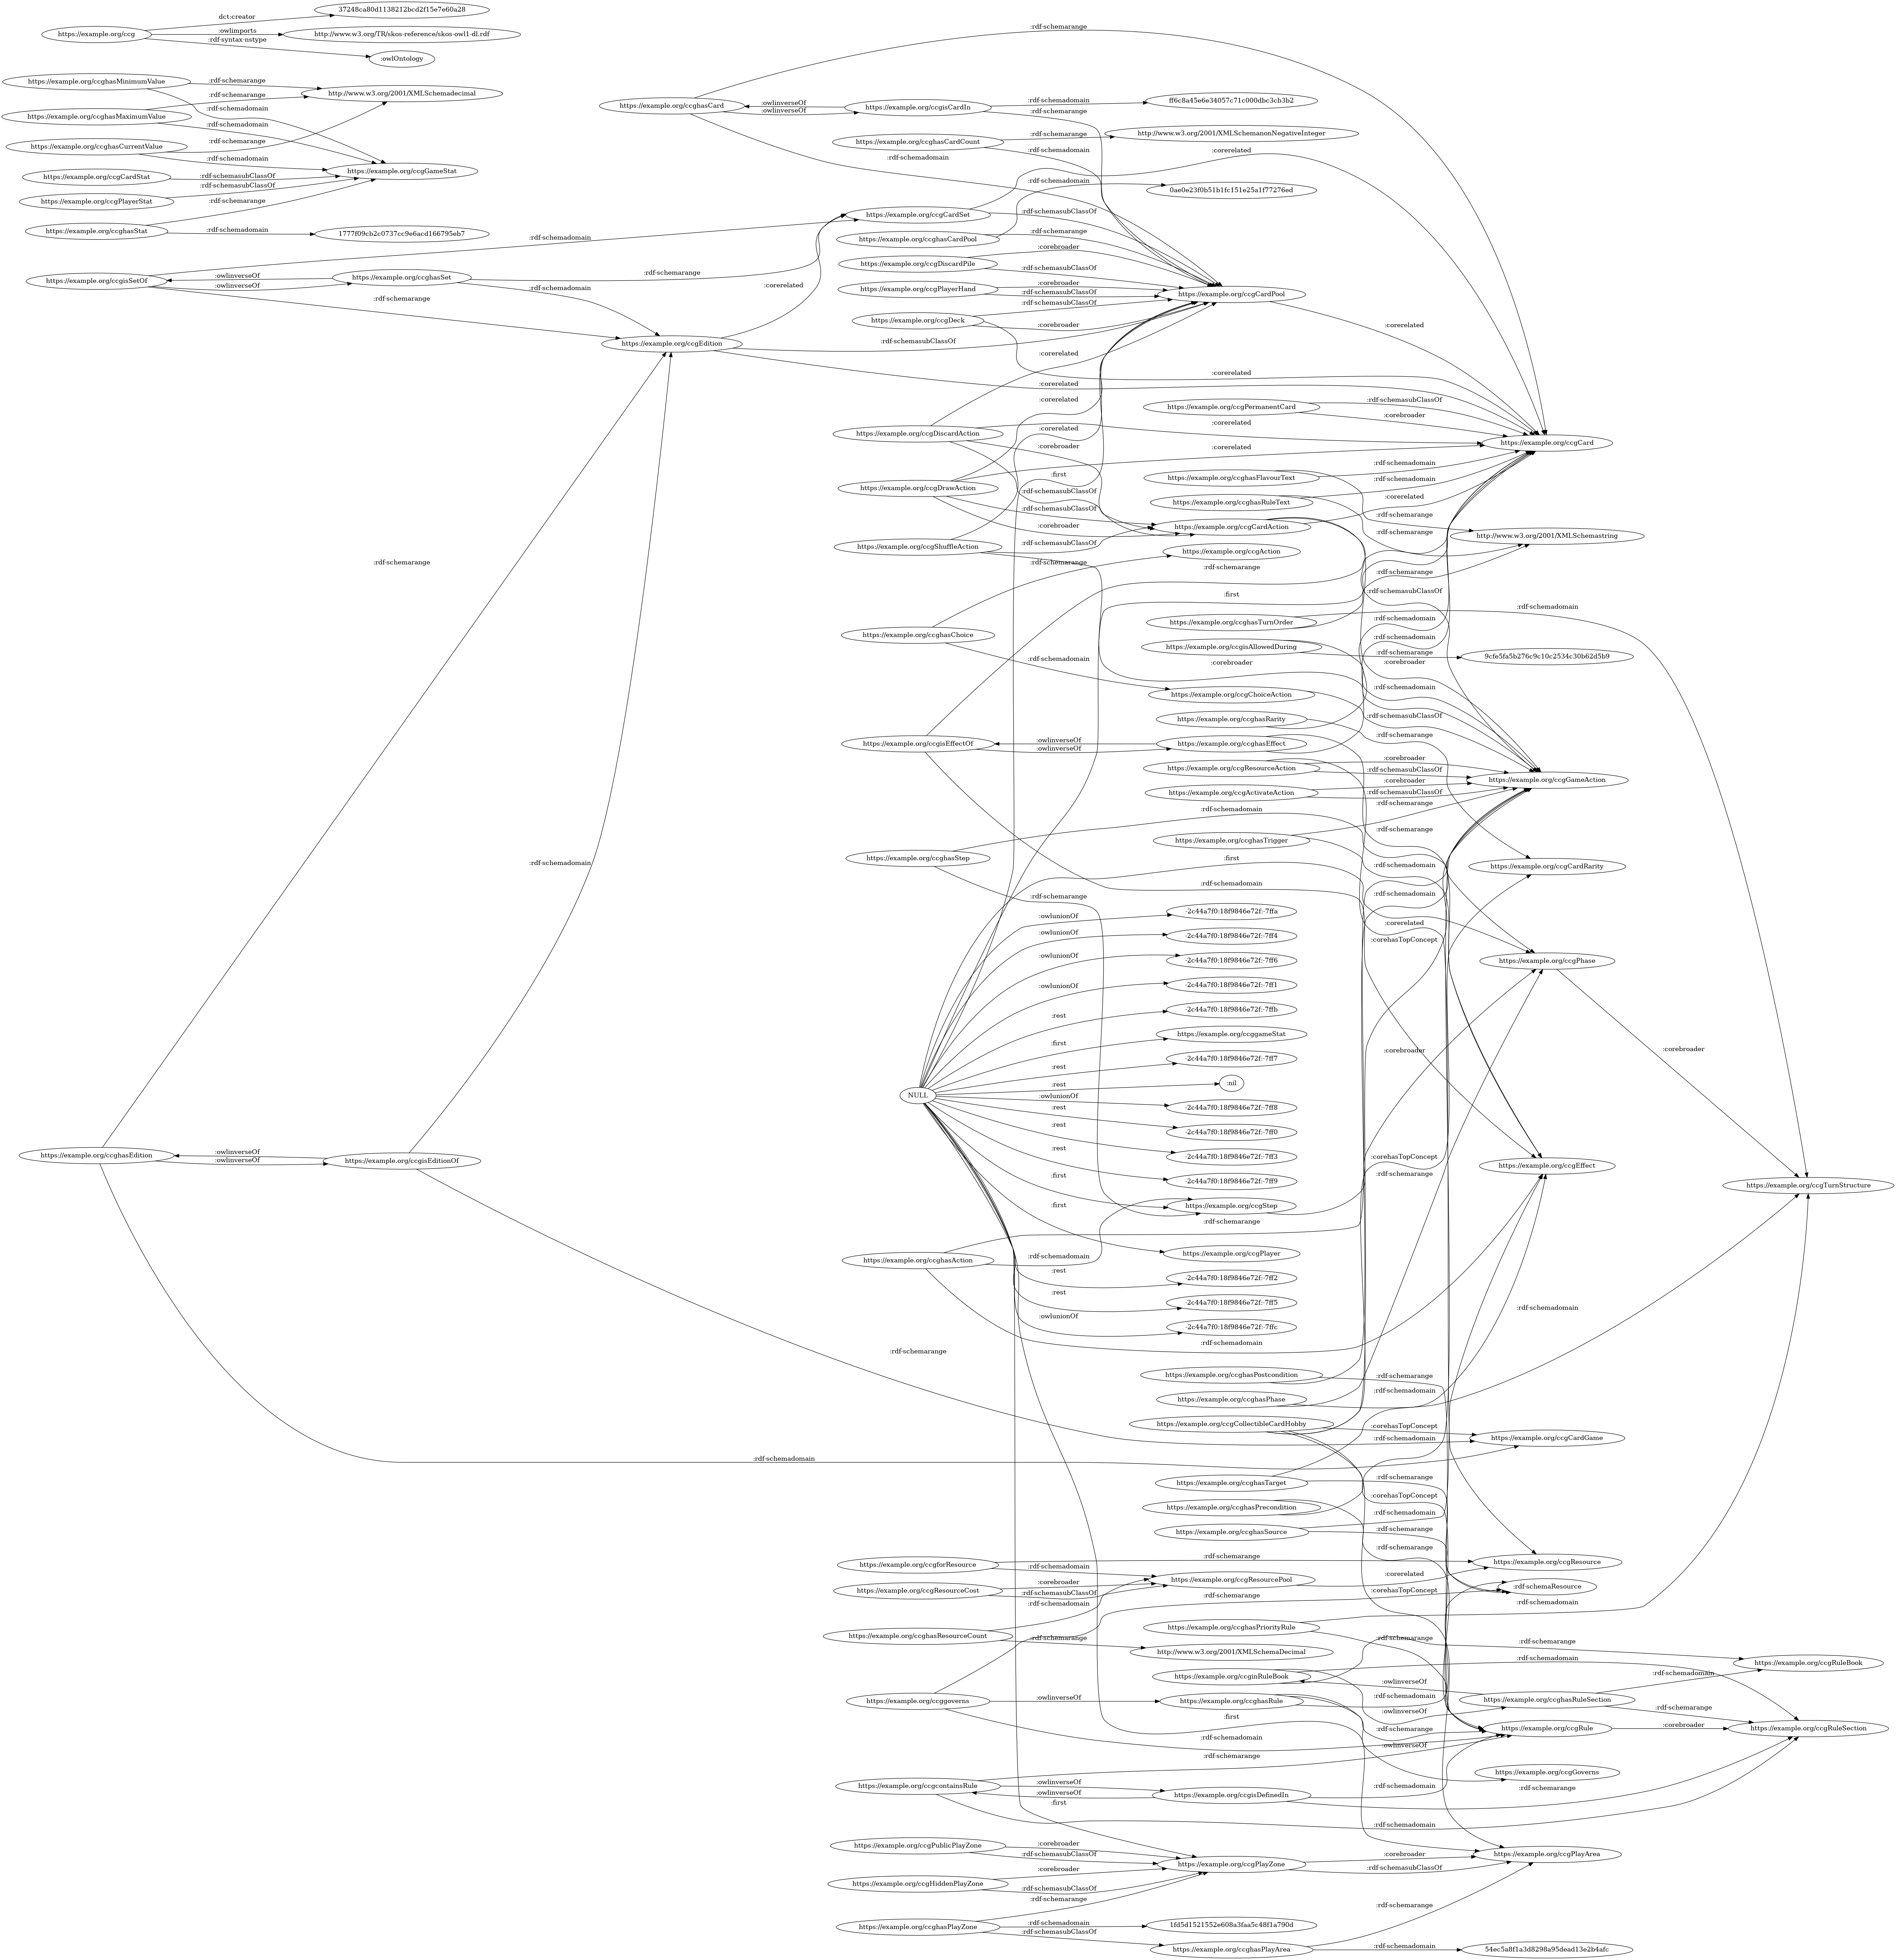 dct:creator
37248ca80d1138212bcd2f15e7e60a28
https://example.org/ccg
:owlimports
http://www.w3.org/TR/skos-reference/skos-owl1-dl.rdf
:rdf-syntax-nstype
:owlOntology
https://example.org/ccghasMinimumValue
:rdf-schemarange
http://www.w3.org/2001/XMLSchemadecimal
:rdf-schemarange
:rdf-schemadomain
https://example.org/ccghasMaximumValue
:rdf-schemadomain
https://example.org/ccghasCurrentValue
:rdf-schemarange
:rdf-schemadomain
https://example.org/ccgGameStat
https://example.org/ccgCardStat
:rdf-schemasubClassOf
:rdf-schemasubClassOf
https://example.org/ccgPlayerStat
:rdf-schemarange
https://example.org/ccghasStat
:rdf-schemadomain
1777f09cb2c0737cc9e6acd166795eb7
:rdf-schemadomain
https://example.org/ccgisSetOf
:owlinverseOf
:owlinverseOf
https://example.org/ccghasSet
:rdf-schemarange
:rdf-schemadomain
:rdf-schemarange
https://example.org/ccgEdition
:corerelated
:rdf-schemasubClassOf
:corerelated
:rdf-schemarange
:rdf-schemadomain
https://example.org/ccghasEdition
:owlinverseOf
:owlinverseOf
https://example.org/ccgisEditionOf
:rdf-schemarange
:rdf-schemadomain
:rdf-schemadomain
:rdf-schemarange
https://example.org/ccghasCard
:owlinverseOf
:owlinverseOf
https://example.org/ccgisCardIn
:rdf-schemadomain
ff6c8a45e6e34057c71c000dbc3cb3b2
:rdf-schemarange
https://example.org/ccghasCardCount
:rdf-schemarange
http://www.w3.org/2001/XMLSchemanonNegativeInteger
:rdf-schemadomain
:corerelated
:rdf-schemadomain
:rdf-schemadomain
0ae0e23f0b51b1fc151e25a1f77276ed
https://example.org/ccgCardSet
:rdf-schemasubClassOf
https://example.org/ccghasCardPool
:rdf-schemarange
:corebroader
https://example.org/ccgDiscardPile
:rdf-schemasubClassOf
https://example.org/ccgPlayerHand
:corebroader
:rdf-schemasubClassOf
https://example.org/ccgCardPool
:rdf-schemasubClassOf
https://example.org/ccgDeck
:corebroader
:corerelated
:corerelated
:corerelated
:corerelated
https://example.org/ccgPermanentCard
:rdf-schemasubClassOf
:corebroader
https://example.org/ccgDiscardAction
:corerelated
:corerelated
:corebroader
:corerelated
https://example.org/ccgCard
https://example.org/ccghasFlavourText
:rdf-schemadomain
:rdf-schemadomain
:first
https://example.org/ccgDrawAction
:rdf-schemasubClassOf
:rdf-schemasubClassOf
:corebroader
https://example.org/ccghasRuleText
:corerelated
:rdf-schemarange
:rdf-schemarange
https://example.org/ccgCardAction
http://www.w3.org/2001/XMLSchemastring
https://example.org/ccgShuffleAction
:rdf-schemasubClassOf
https://example.org/ccgAction
:rdf-schemarange
:rdf-schemarange
:rdf-schemarange
:first
:rdf-schemasubClassOf
https://example.org/ccghasTurnOrder
:rdf-schemadomain
:rdf-schemadomain
https://example.org/ccghasChoice
:rdf-schemadomain
:rdf-schemadomain
https://example.org/ccgisAllowedDuring
:rdf-schemarange
9cfe5fa5b276c9c10c2534c30b62d5b9
:corebroader
:corebroader
:rdf-schemadomain
https://example.org/ccgChoiceAction
:rdf-schemasubClassOf
https://example.org/ccghasRarity
:rdf-schemarange
https://example.org/ccgisEffectOf
:owlinverseOf
:owlinverseOf
https://example.org/ccghasEffect
https://example.org/ccgResourceAction
:corebroader
:rdf-schemasubClassOf
:corebroader
https://example.org/ccgGameAction
https://example.org/ccgActivateAction
:rdf-schemasubClassOf
:rdf-schemarange
:rdf-schemadomain
:rdf-schemarange
https://example.org/ccghasTrigger
https://example.org/ccghasStep
:first
:rdf-schemadomain
https://example.org/ccgCardRarity
:rdf-schemadomain
:rdf-schemarange
:rdf-schemadomain
-2c44a7f0:18f9846e72f:-7ffa
:owlunionOf
:corerelated
-2c44a7f0:18f9846e72f:-7ff4
:owlunionOf
:corehasTopConcept
-2c44a7f0:18f9846e72f:-7ff6
:owlunionOf
https://example.org/ccgPhase
-2c44a7f0:18f9846e72f:-7ff1
:owlunionOf
-2c44a7f0:18f9846e72f:-7ffb
:rest
https://example.org/ccggameStat
:first
:corebroader
:corebroader
-2c44a7f0:18f9846e72f:-7ff7
:rest
:nil
:rest
NULL
:owlunionOf
-2c44a7f0:18f9846e72f:-7ff8
:rest
-2c44a7f0:18f9846e72f:-7ff0
:rest
-2c44a7f0:18f9846e72f:-7ff3
:corehasTopConcept
https://example.org/ccgEffect
:rest
-2c44a7f0:18f9846e72f:-7ff9
:rdf-schemarange
https://example.org/ccgTurnStructure
:first
https://example.org/ccgStep
:first
:rdf-schemarange
https://example.org/ccghasAction
:rdf-schemadomain
https://example.org/ccgPlayer
:rest
-2c44a7f0:18f9846e72f:-7ff2
:rest
-2c44a7f0:18f9846e72f:-7ff5
:rdf-schemadomain
:owlunionOf
-2c44a7f0:18f9846e72f:-7ffc
:rdf-schemadomain
:rdf-schemarange
https://example.org/ccghasPostcondition
:rdf-schemarange
https://example.org/ccghasPhase
:rdf-schemadomain
https://example.org/ccgCollectibleCardHobby
:corehasTopConcept
https://example.org/ccgCardGame
:rdf-schemadomain
:rdf-schemadomain
https://example.org/ccghasTarget
:rdf-schemarange
:corehasTopConcept
https://example.org/ccghasPrecondition
:rdf-schemadomain
https://example.org/ccghasSource
:rdf-schemarange
:rdf-schemarange
https://example.org/ccgforResource
:rdf-schemarange
https://example.org/ccgResource
:rdf-schemadomain
https://example.org/ccgResourcePool
:corerelated
https://example.org/ccgResourceCost
:corebroader
:rdf-schemasubClassOf
:rdf-schemaResource
:corehasTopConcept
:rdf-schemarange
:rdf-schemadomain
:rdf-schemadomain
https://example.org/ccghasPriorityRule
https://example.org/ccghasResourceCount
:rdf-schemarange
:rdf-schemarange
:rdf-schemarange
http://www.w3.org/2001/XMLSchemaDecimal
:rdf-schemadomain
https://example.org/ccgRuleBook
https://example.org/ccginRuleBook
:rdf-schemadomain
:owlinverseOf
https://example.org/ccghasRuleSection
https://example.org/ccggoverns
:owlinverseOf
https://example.org/ccghasRule
:rdf-schemadomain
:rdf-schemarange
:owlinverseOf
:first
https://example.org/ccgRule
:corebroader
https://example.org/ccgRuleSection
:rdf-schemarange
:rdf-schemadomain
:owlinverseOf
:rdf-schemarange
https://example.org/ccgGoverns
https://example.org/ccgcontainsRule
:owlinverseOf
:owlinverseOf
https://example.org/ccgisDefinedIn
:rdf-schemadomain
:rdf-schemarange
:first
:rdf-schemadomain
https://example.org/ccgPublicPlayZone
:corebroader
:rdf-schemasubClassOf
https://example.org/ccgPlayZone
:corebroader
https://example.org/ccgPlayArea
:rdf-schemasubClassOf
:corebroader
https://example.org/ccgHiddenPlayZone
:rdf-schemasubClassOf
:rdf-schemarange
:rdf-schemarange
https://example.org/ccghasPlayZone
:rdf-schemadomain
1fd5d1521552e608a3faa5c48f1a790d
:rdf-schemasubClassOf
https://example.org/ccghasPlayArea
:rdf-schemadomain
54ec5a8f1a3d8298a95dead13e2b4afc